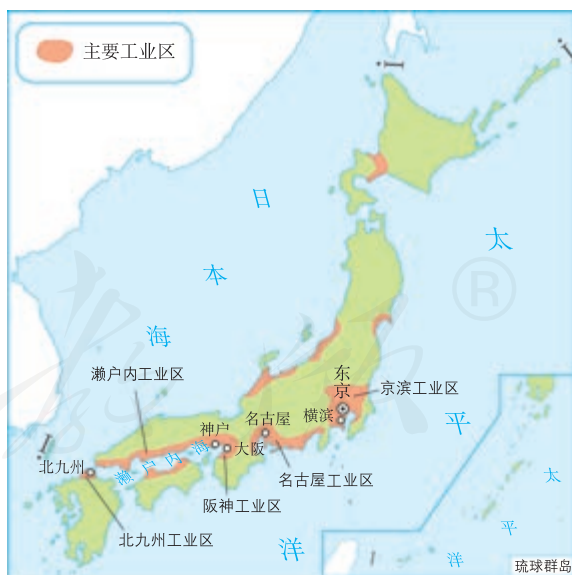 主要工业区
日本海
太平洋
濑户内工业区
东京
京滨工业区
横滨
名古屋
神户
大阪
濑户内海
北九州
名古屋工业区
阪神工业区
北九州工业区
太平洋
琉球群岛
®